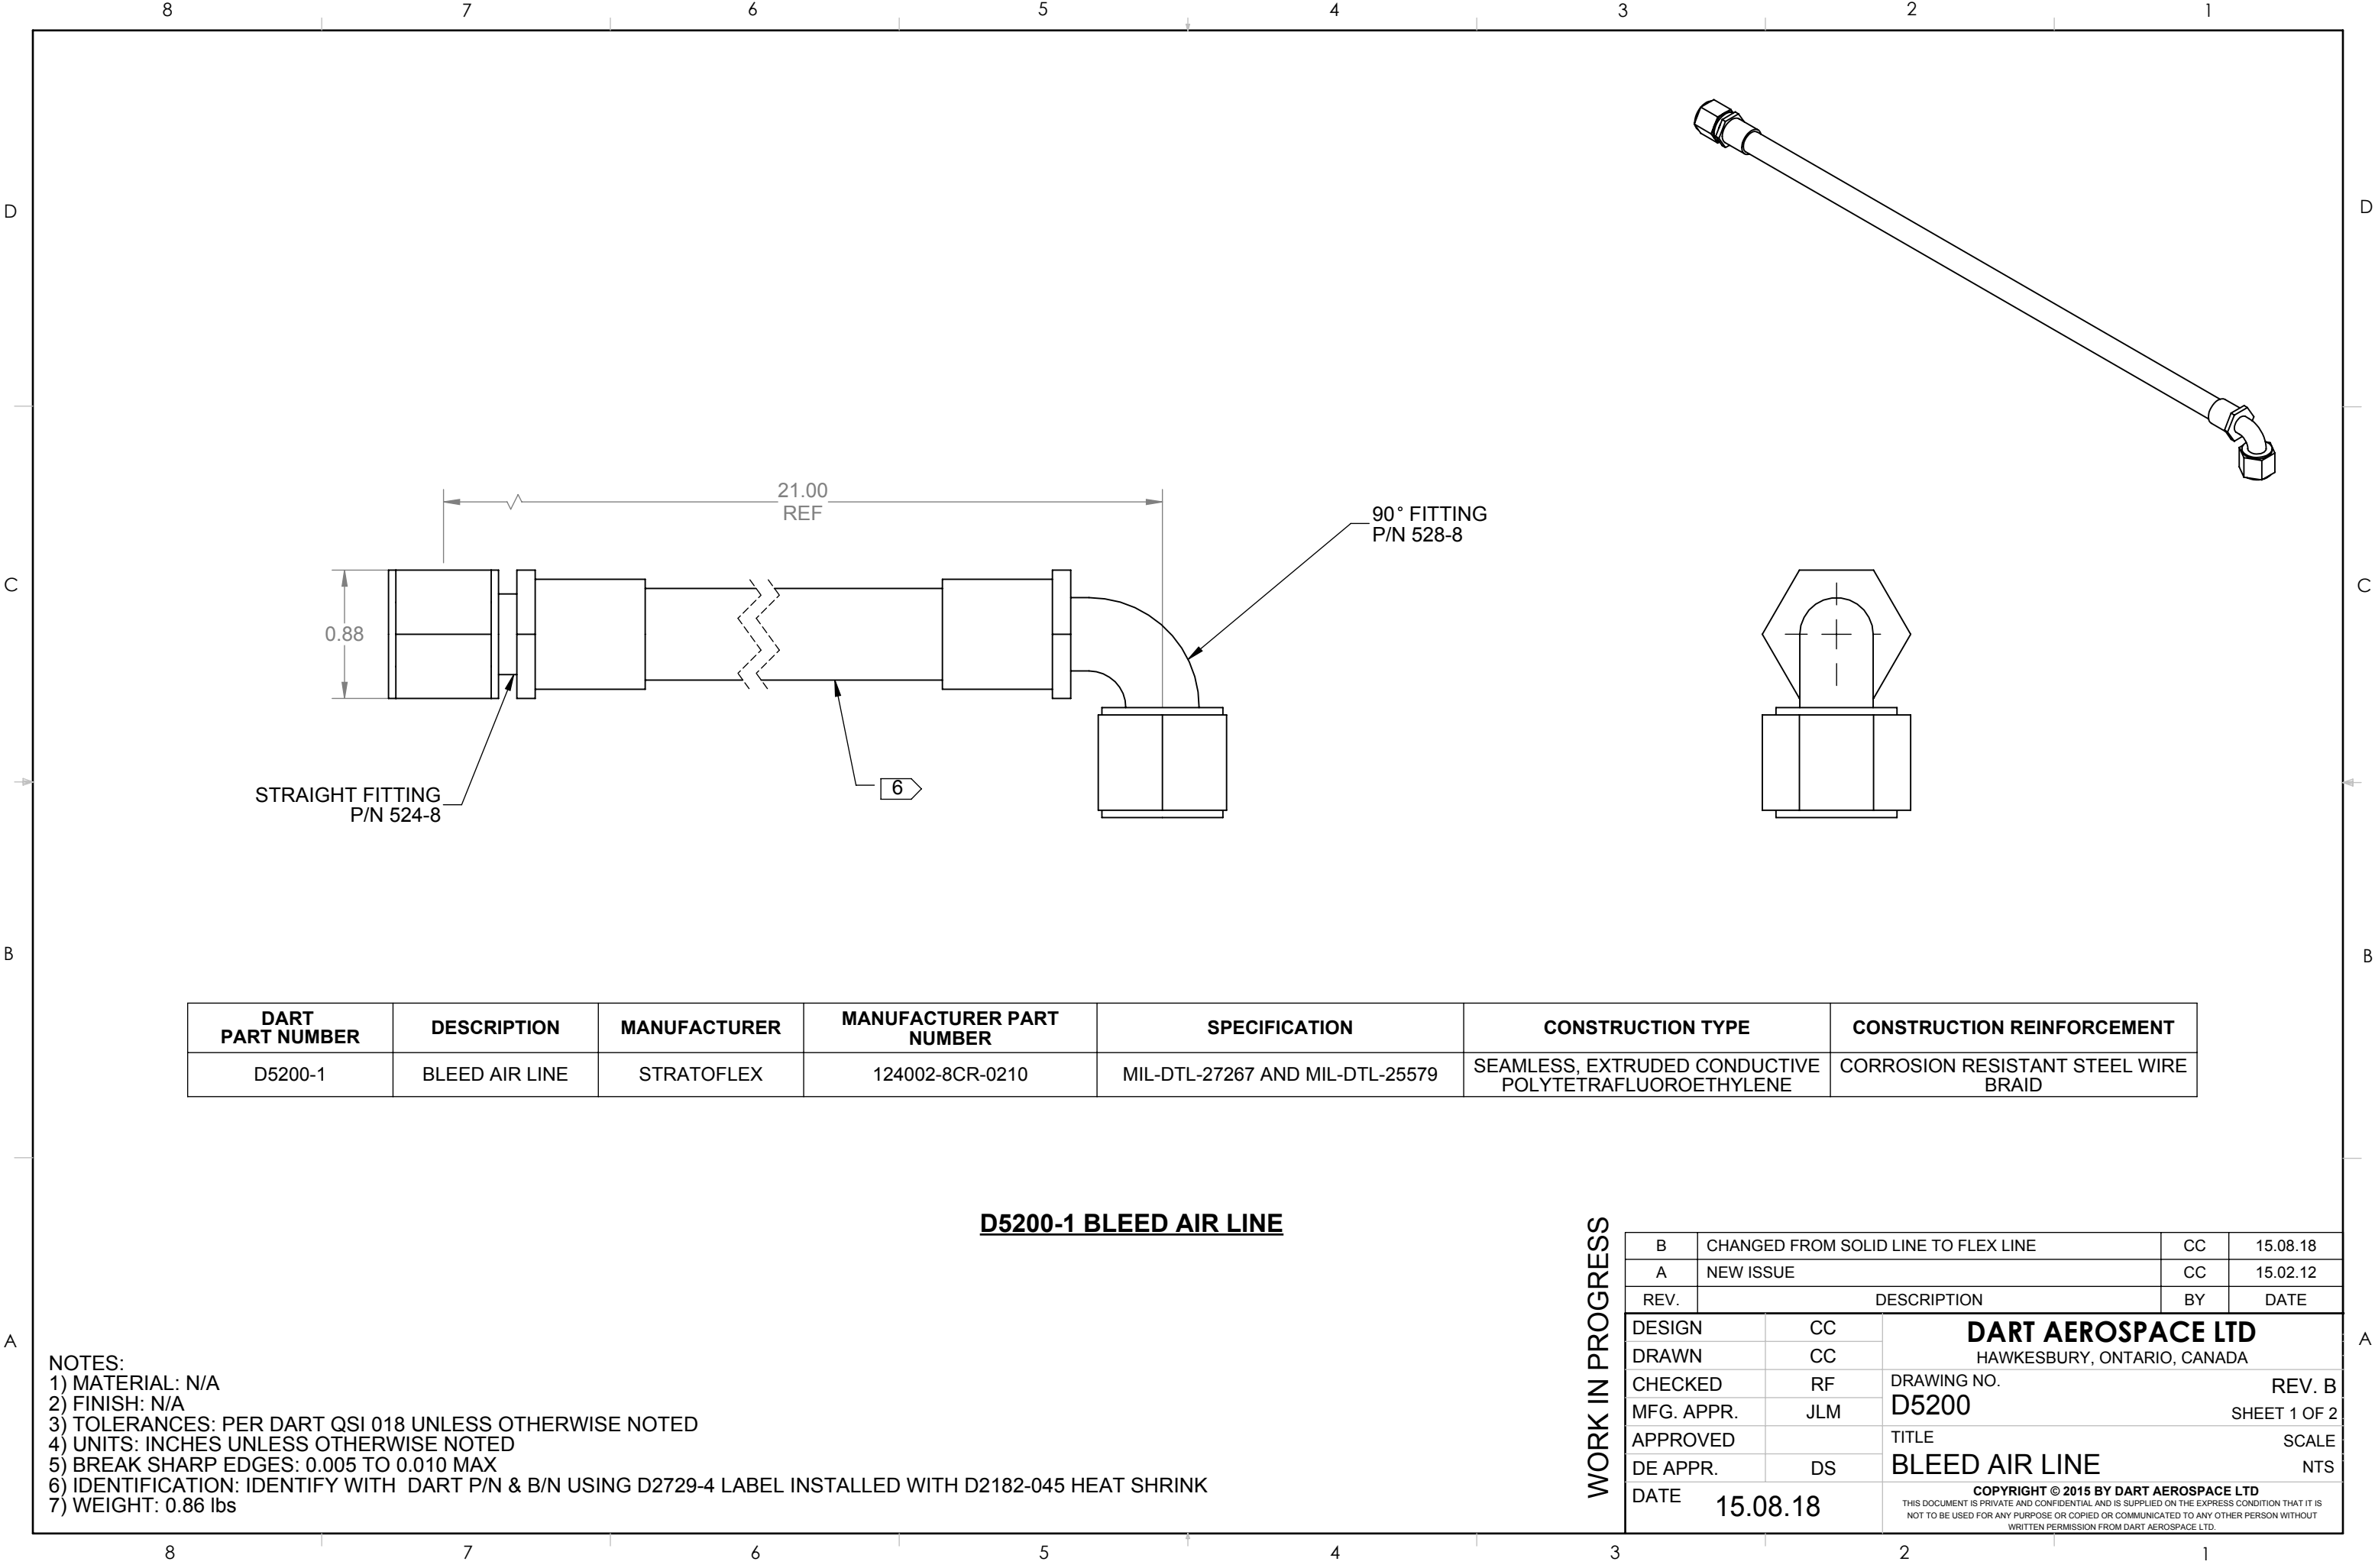 8 7 6 5 4 3 2 1
D D
C C
B B
A A
21.00
REF
90° FITTING
P/N 528-8
0.88
STRAIGHT FITTING
P/N 524-8
6
DART PART NUMBER | DESCRIPTION | MANUFACTURER | MANUFACTURER PART NUMBER | SPECIFICATION | CONSTRUCTION TYPE | CONSTRUCTION REINFORCEMENT
D5200-1 | BLEED AIR LINE | STRATOFLEX | 124002-8CR-0210 | MIL-DTL-27267 AND MIL-DTL-25579 | SEAMLESS, EXTRUDED CONDUCTIVE POLYTETRAFLUOROETHYLENE | CORROSION RESISTANT STEEL WIRE BRAID
D5200-1 BLEED AIR LINE
NOTES:
1) MATERIAL: N/A
2) FINISH: N/A
3) TOLERANCES: PER DART QSI 018 UNLESS OTHERWISE NOTED
4) UNITS: INCHES UNLESS OTHERWISE NOTED
5) BREAK SHARP EDGES: 0.005 TO 0.010 MAX
6) IDENTIFICATION: IDENTIFY WITH DART P/N & B/N USING D2729-4 LABEL INSTALLED WITH D2182-045 HEAT SHRINK
7) WEIGHT: 0.86 lbs
WORK IN PROGRESS
B CHANGED FROM SOLID LINE TO FLEX LINE CC 15.08.18
A NEW ISSUE CC 15.02.12
REV. DESCRIPTION BY DATE
DESIGN CC
DRAWN CC
CHECKED RF
MFG. APPR. JLM
APPROVED
DE APPR. DS
DATE 15.08.18
DART AEROSPACE LTD
HAWKESBURY, ONTARIO, CANADA
DRAWING NO. REV. B
D5200 SHEET 1 OF 2
TITLE SCALE
BLEED AIR LINE NTS
COPYRIGHT © 2015 BY DART AEROSPACE LTD
THIS DOCUMENT IS PRIVATE AND CONFIDENTIAL AND IS SUPPLIED ON THE EXPRESS CONDITION THAT IT IS
NOT TO BE USED FOR ANY PURPOSE OR COPIED OR COMMUNICATED TO ANY OTHER PERSON WITHOUT
WRITTEN PERMISSION FROM DART AEROSPACE LTD.
8 7 6 5 4 3 2 1